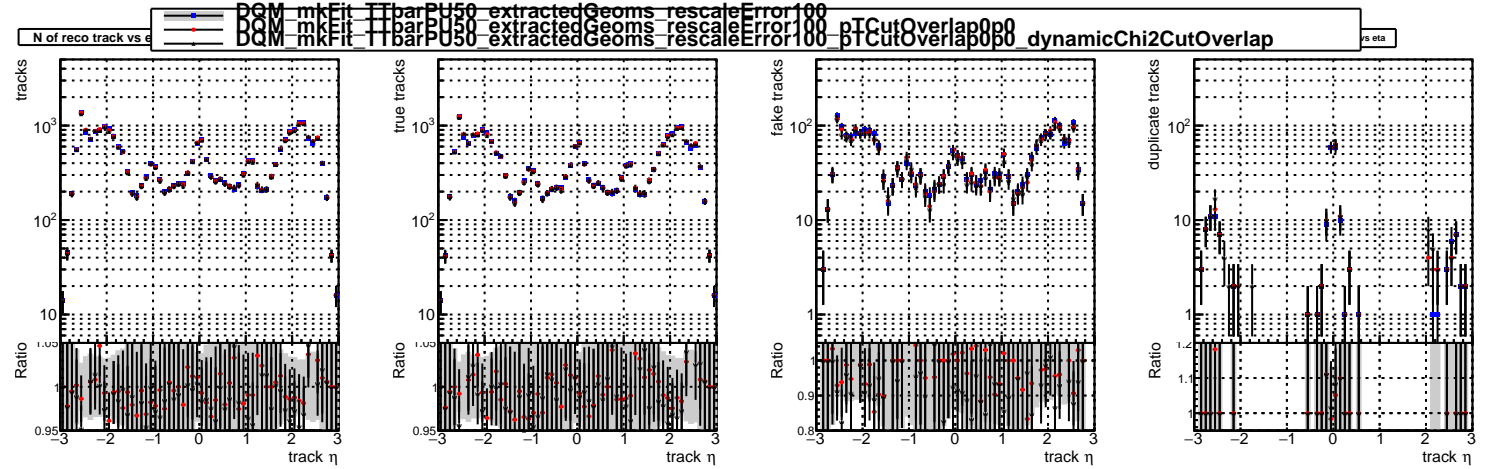 DQM_mkFit_TTbarPU50_extractedGeoms_rescaleError100
DQM_mkFit_TTbarPU50_extractedGeoms_rescaleError100_pTCutOverlap0p0
DQM_mkFit_TTbarPU50_extractedGeoms_rescaleError100_pTCutOverlap0p0_dynamicChi2CutOverlap
N of reco track vs e
vs eta
tracks
10³
10²
10
Ratio
1.05
1
0.95
−3 −2 −1 0 1 2 3
track η
true tracks
10³
10²
10
Ratio
1.05
1
0.95
−3 −2 −1 0 1 2 3
track η
fake tracks
10²
10
1
Ratio
1
0.9
0.8
−3 −2 −1 0 1 2 3
track η
duplicate tracks
10²
10
1
Ratio
1.2
1.1
1
−3 −2 −1 0 1 2 3
track η